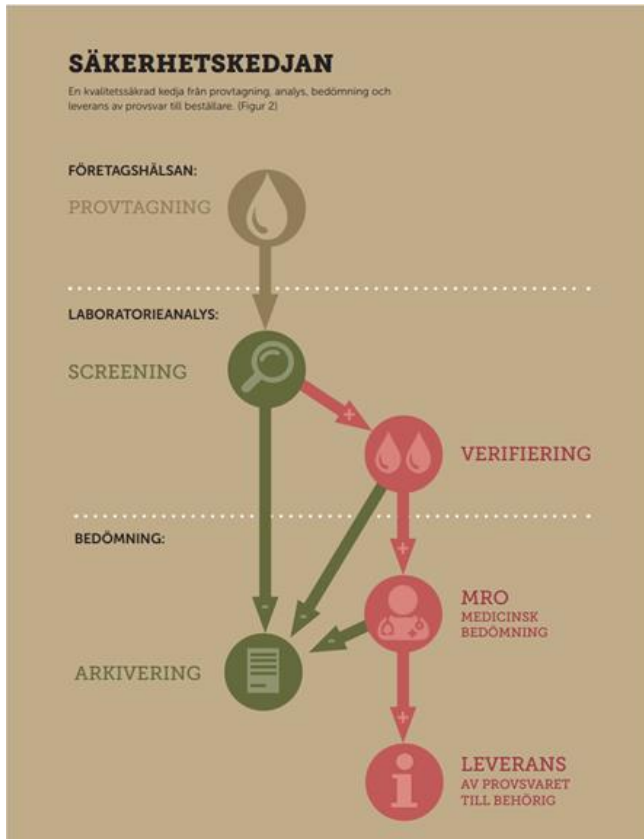 SÄKERHETSKEDJAN
En kvalitetssäkrad kedja från provtagning, analys, bedömning och
leverans av provsvar till beställare. (Figur 2)
FÖRETAGSHÄLSAN:
PROVTAGNING
LABORATORIEANALYS:
SCREENING
+
VERIFIERING
BEDÖMNING:
+
MRO
MEDICINSK
BEDÖMNING
-
-
-
ARKIVERING
+
LEVERANS
AV PROVSVARET
TILL BEHÖRIG